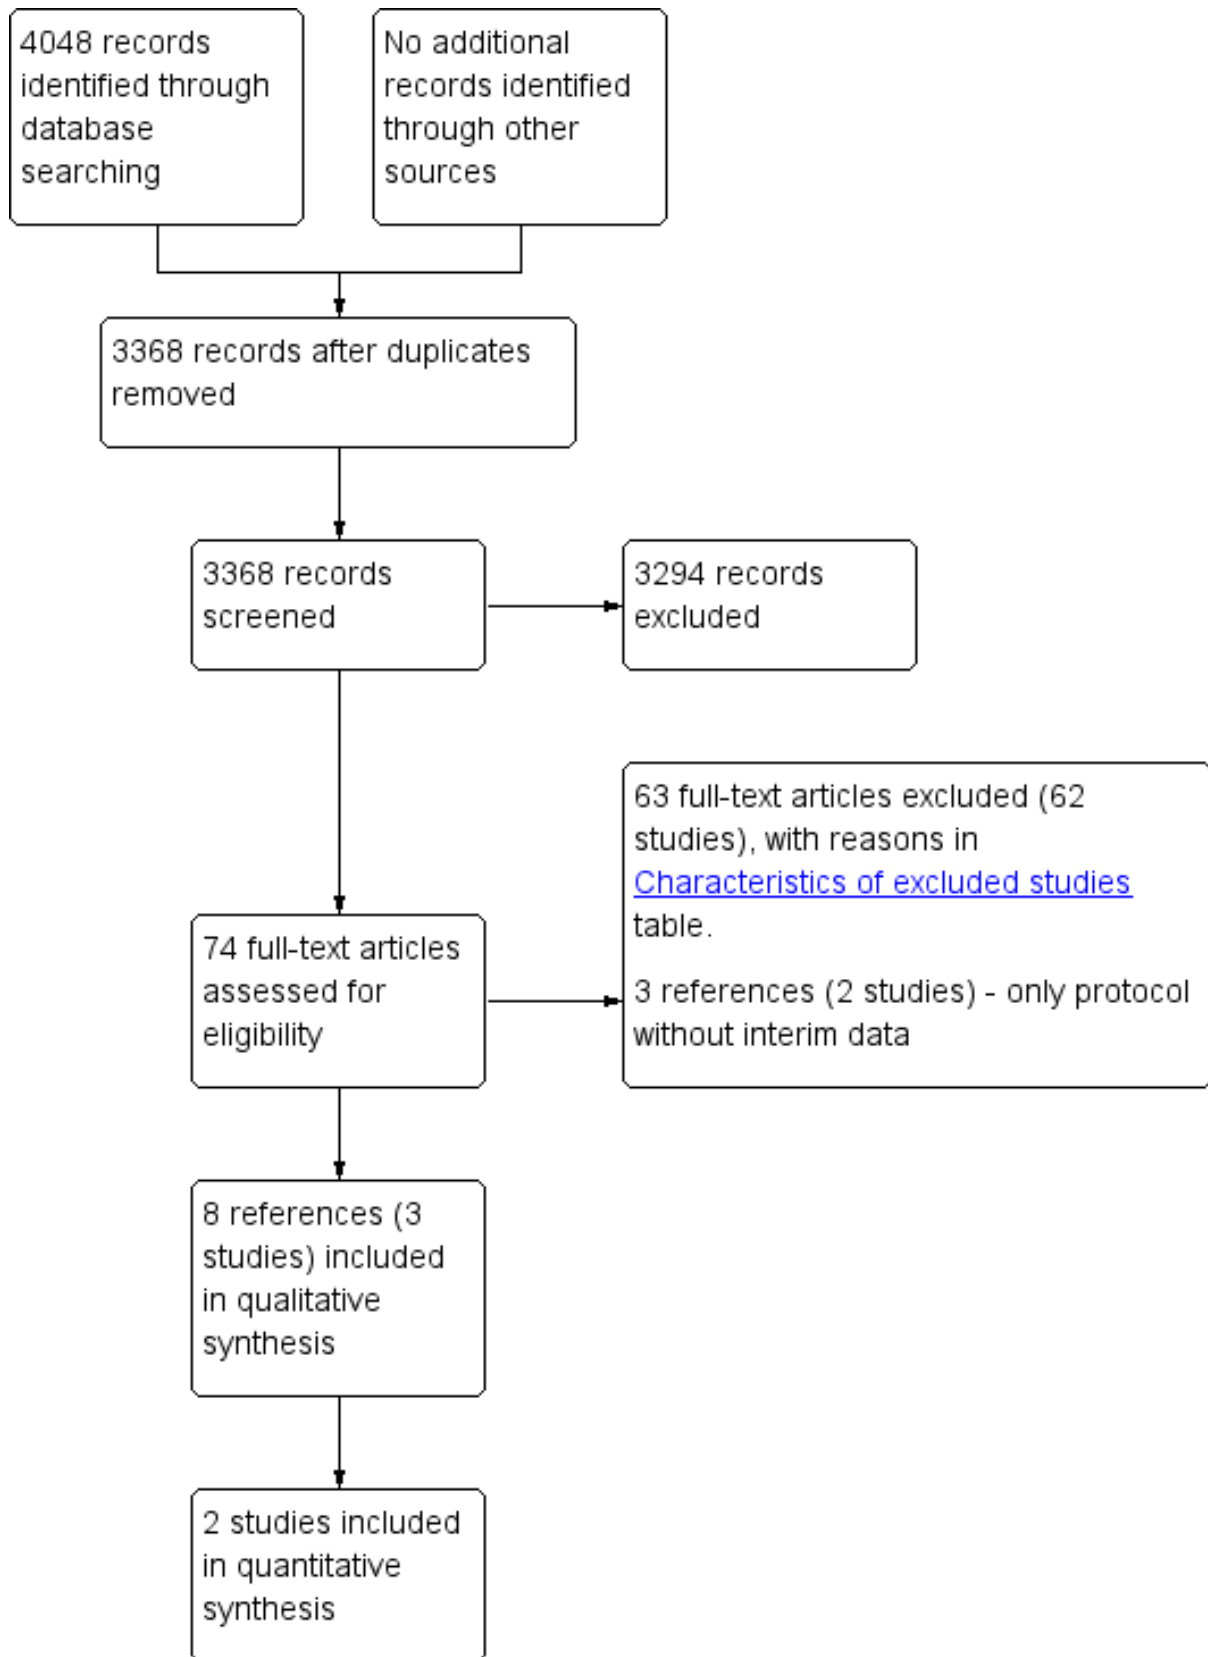 4048 records
identified through
database
searching
No additional
records identified
through other
sources
3368 records after duplicates
removed
3368 records
screened
3294 records
excluded
74 full-text articles
assessed for
eligibility
63 full-text articles excluded (62
studies), with reasons in
Characteristics of excluded studies
table.
3 references (2 studies) - only protocol
without interim data
8 references (3
studies) included
in qualitative
synthesis
2 studies included
in quantitative
synthesis